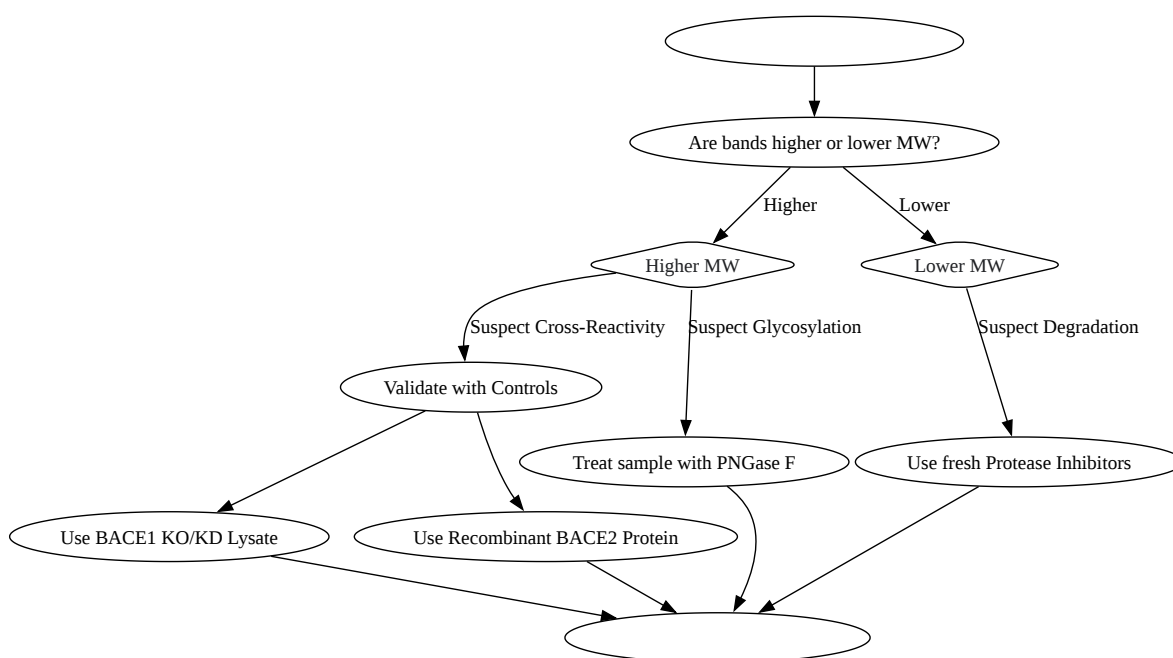 Are bands higher or lower MW?
Higher
Lower
Higher MW
Lower MW
Suspect Cross-Reactivity
Suspect Glycosylation
Suspect Degradation
Validate with Controls
Treat sample with PNGase F
Use fresh Protease Inhibitors
Use BACE1 KO/KD Lysate
Use Recombinant BACE2 Protein